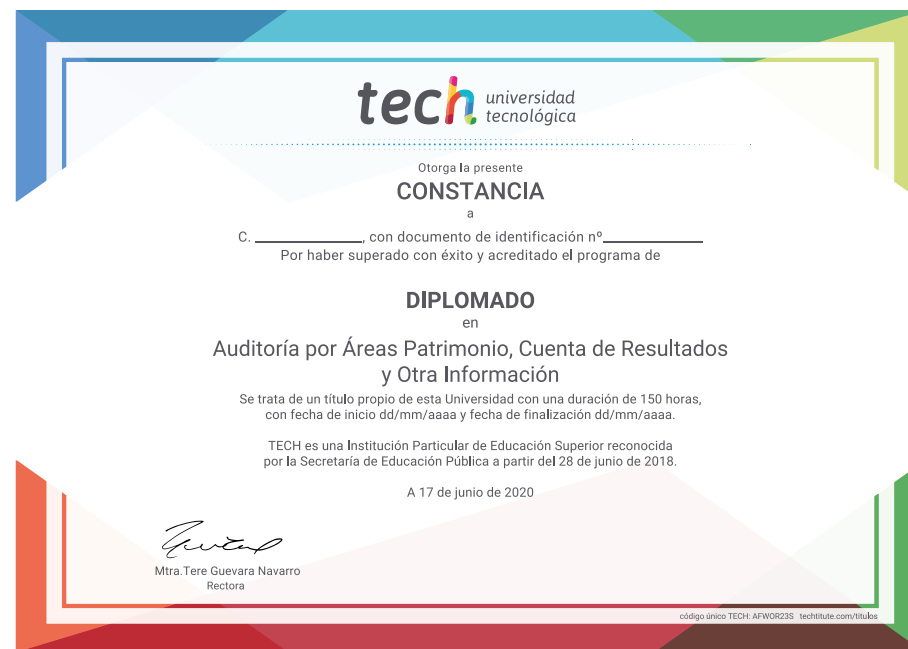 tech universidad
tecnológica
Otorga la presente
CONSTANCIA
a
C. ____________, con documento de identificación nº____________
Por haber superado con éxito y acreditado el programa de
DIPLOMADO
en
Auditoría por Áreas Patrimonio, Cuenta de Resultados
y Otra Información
Se trata de un título propio de esta Universidad con una duración de 150 horas,
con fecha de inicio dd/mm/aaaa y fecha de finalización dd/mm/aaaa.
TECH es una Institución Particular de Educación Superior reconocida
por la Secretaría de Educación Pública a partir del 28 de junio de 2018.
A 17 de junio de 2020
Mtra.Tere Guevara Navarro
Rectora
código único TECH: AFWOR23S techtitute.com/titulos